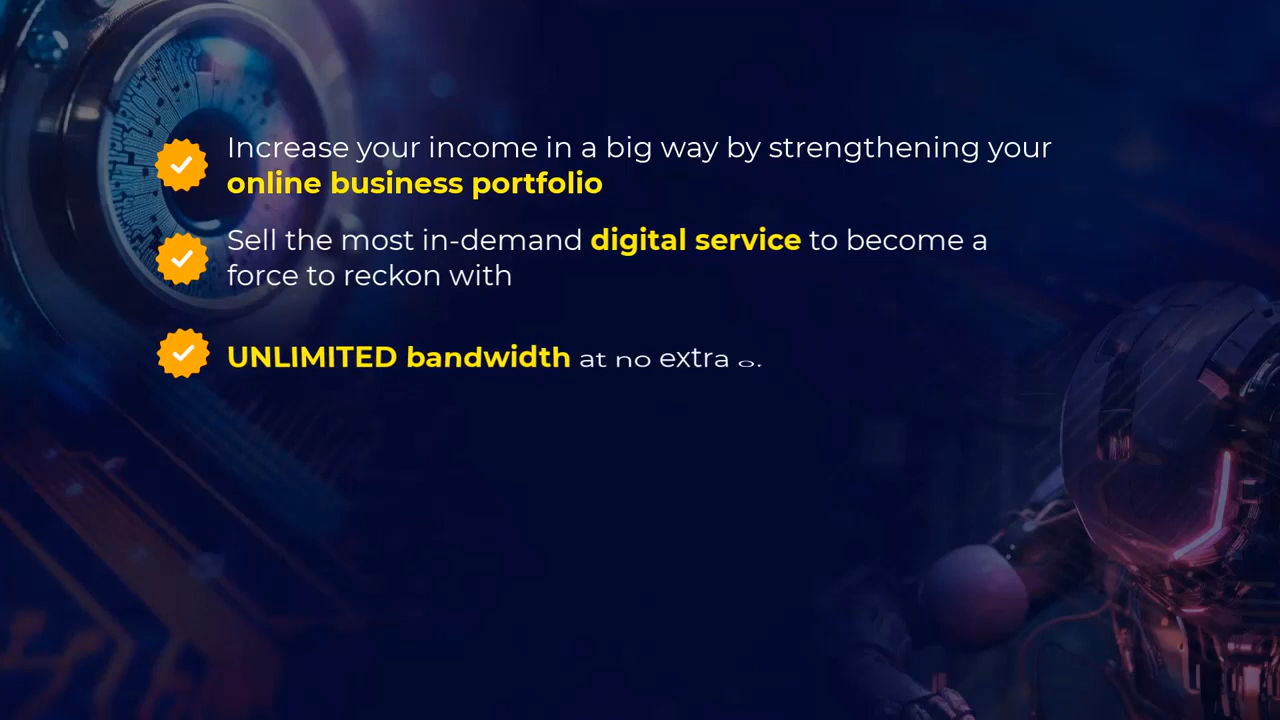 Increase your income in a big way by strengthening your
online business portfolio
Sell the most in-demand digital service to become a
force to reckon with
UNLIMITED bandwidth at no extra